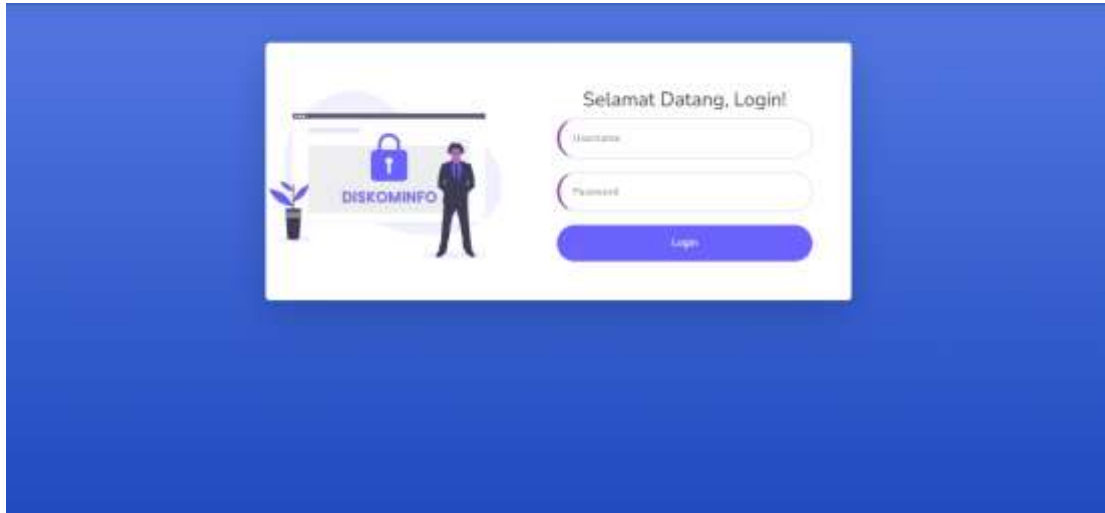 Selamat Datang, Login!
Username
Password
DISKOMINFO
Login